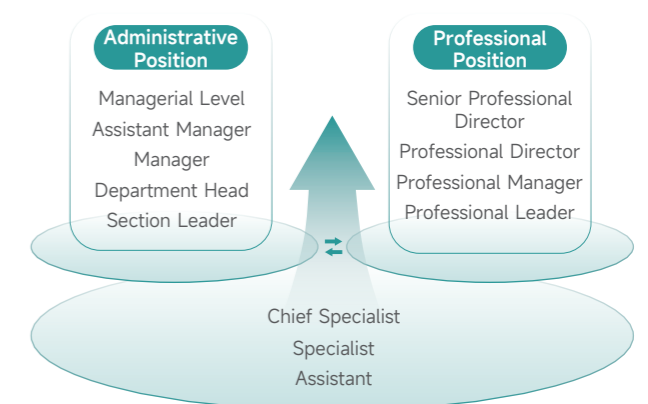 Administrative
Position
Managerial Level
Assistant Manager
Manager
Department Head
Section Leader
Professional
Position
Senior Professional
Director
Professional Director
Professional Manager
Professional Leader
Chief Specialist
Specialist
Assistant